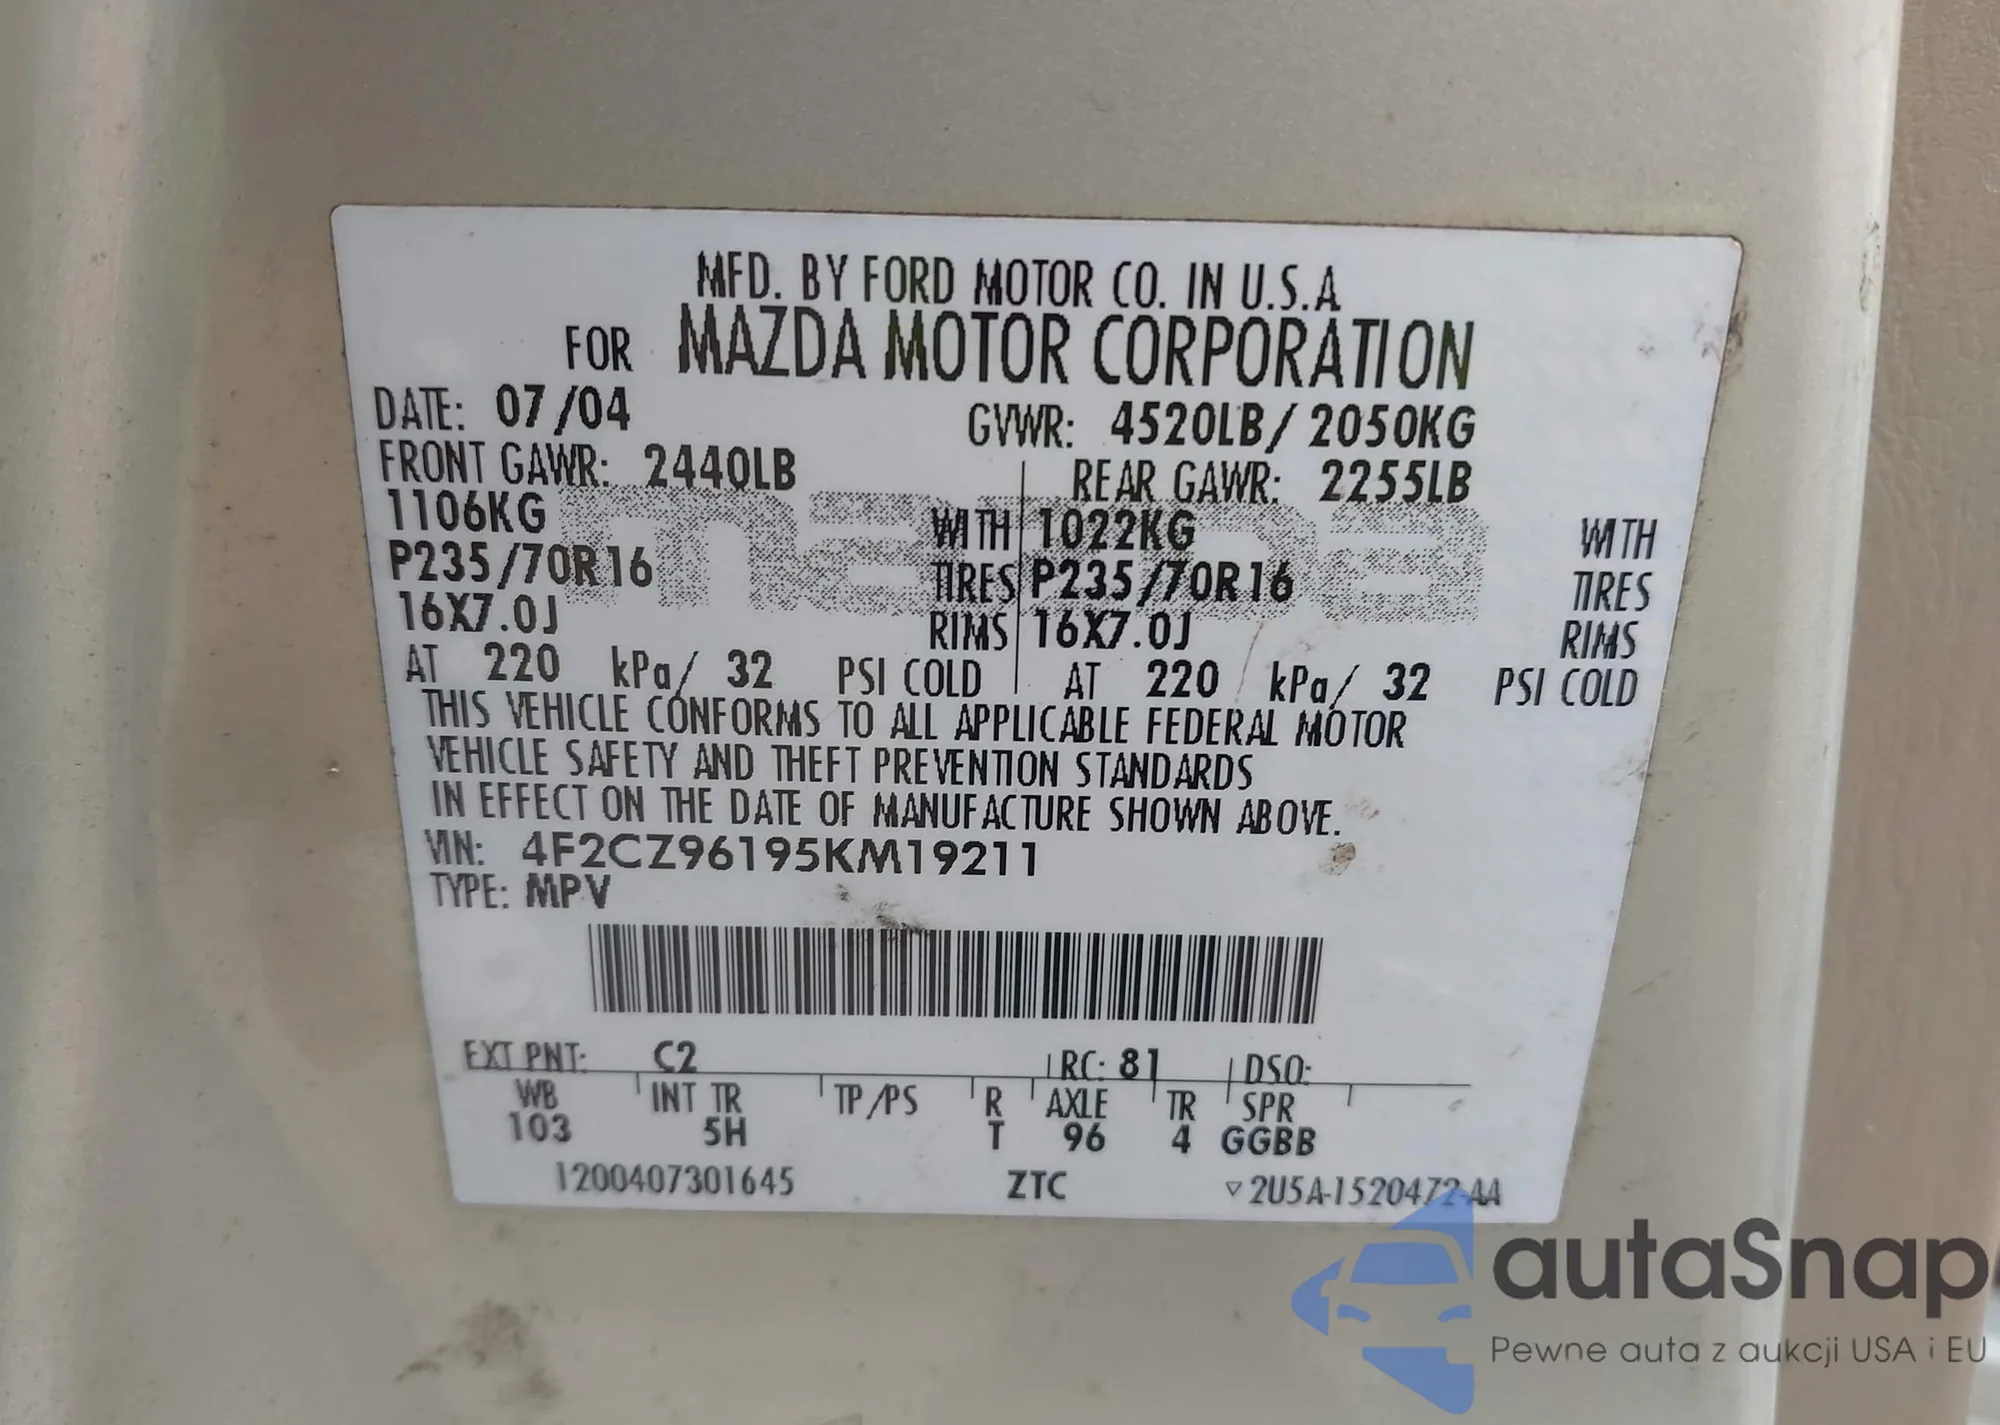 MFD. BY FORD MOTOR CO. IN U.S.A
FOR MAZDA MOTOR CORPORATION
DATE: 07/04 GVWR: 4520LB/ 2050KG
FRONT GAWR: 2440LB REAR GAWR: 2255LB
1106KG WITH 1022KG WITH
P235/70R16 TIRES P235/70R16 TIRES
16X7.0J RIMS 16X7.0J RIMS
AT 220 kPa/ 32 PSI COLD AT 220 kPa/ 32 PSI COLD
THIS VEHICLE CONFORMS TO ALL APPLICABLE FEDERAL MOTOR
VEHICLE SAFETY AND THEFT PREVENTION STANDARDS
IN EFFECT ON THE DATE OF MANUFACTURE SHOWN ABOVE.
VIN: 4F2CZ96195KM19211
TYPE: MPV
EXT PNT: C2 RC: 81 DSO:
WB INT TR TP/PS R AXLE TR SPR
103 5H T 96 4 GGBB
1200407301645 ZTC 2U5A-1520472-AA
autaSnap
Pewne auta z aukcji USA i EU